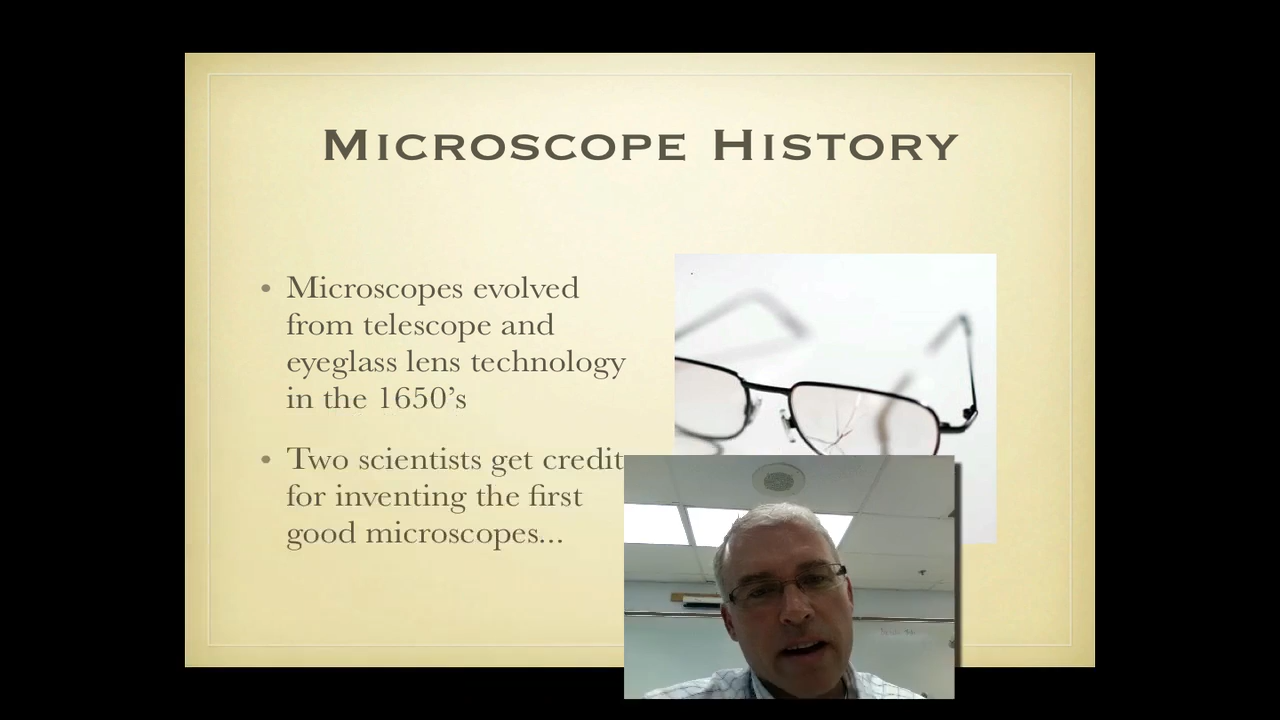 Microscope History
• Microscopes evolved
from telescope and
eyeglass lens technology
in the 1650’s
• Two scientists get credit
for inventing the first
good microscopes...